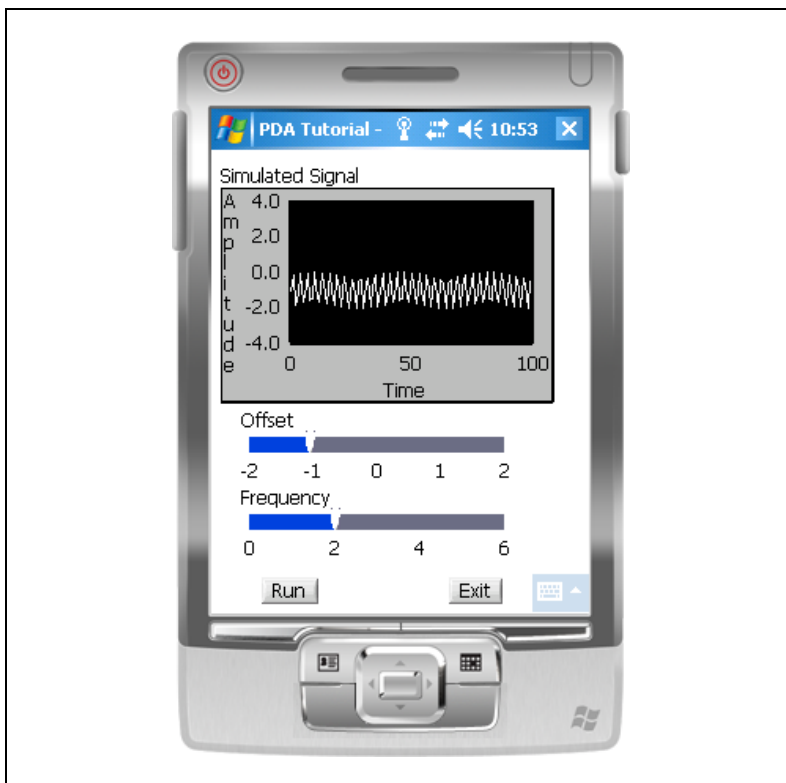 PDA Tutorial - 10:53
Simulated Signal
Amplitude
4.0
2.0
0.0
-2.0
-4.0
0 50 100
Time
Offset
-2 -1 0 1 2
Frequency
0 2 4 6
Run Exit